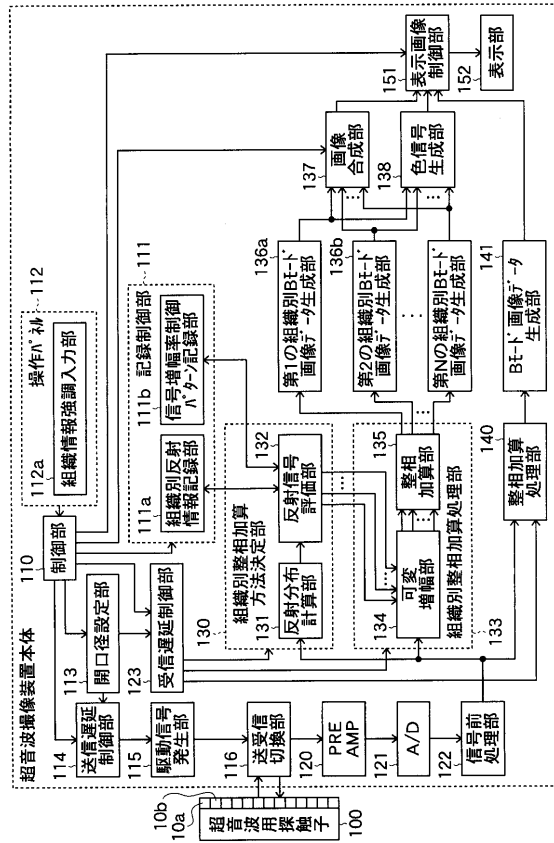 超音波撮像装置本体
110
制御部
操作パネル
112
112a
組織情報強調入力部
111
111b
記録制御部
111a
組織別反射
情報記録部
信号増幅率制御
パターン記録部
113
開口径設定部
114
送信遅延
制御部
123
受信遅延制御部
115
駆動信号
発生部
116
送受信
切換部
10b
10a
超音波用探触子
100
120
PRE
AMP
121
A/D
122
信号前
処理部
130
組織別整相加算
方法決定部
131
反射分布
計算部
132
反射信号
評価部
133
組織別整相加算処理部
134
可変
増幅部
135
整相
加算部
136a
第1の組織別Bモード
画像データ生成部
136b
第2の組織別Bモード
画像データ生成部
第Nの組織別Bモード
画像データ生成部
137
画像
合成部
138
色信号
生成部
140
整相加算
処理部
141
Bモード画像データ
生成部
151
表示画像
制御部
152
表示部